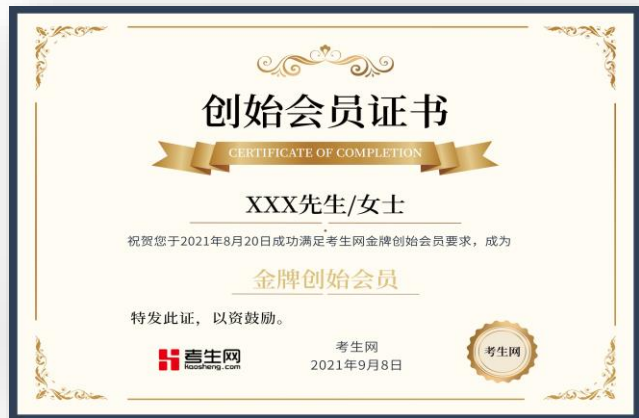 创始会员证书
CERTIFICATE OF COMPLETION
XXX先生/女士
祝贺您于2021年8月20日成功满足考生网金牌创始会员要求，成为
金牌创始会员
特发此证，以资鼓励。
考生网
kaosheng.com
考生网
2021年9月8日
考生网